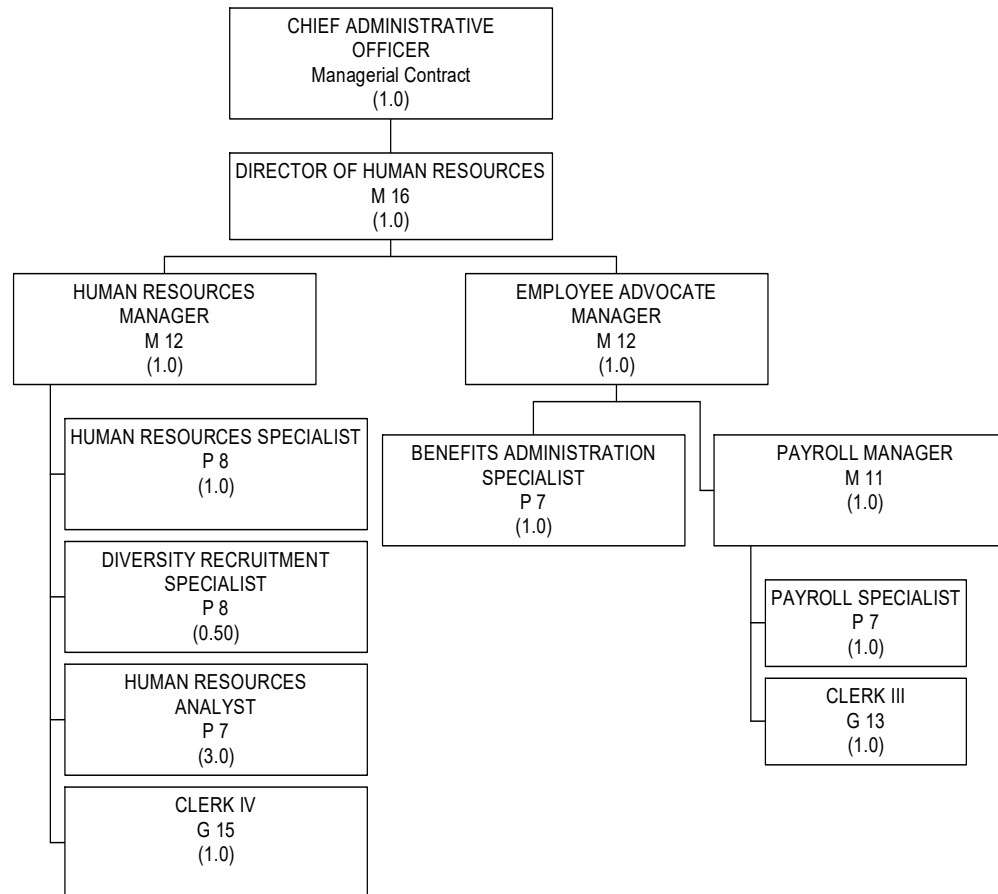 CHIEF ADMINISTRATIVE
OFFICER
Managerial Contract
(1.0)
DIRECTOR OF HUMAN RESOURCES
M 16
(1.0)
HUMAN RESOURCES
MANAGER
M 12
(1.0)
EMPLOYEE ADVOCATE
MANAGER
M 12
(1.0)
HUMAN RESOURCES SPECIALIST
P 8
(1.0)
DIVERSITY RECRUITMENT
SPECIALIST
P 8
(0.50)
HUMAN RESOURCES
ANALYST
P 7
(3.0)
CLERK IV
G 15
(1.0)
BENEFITS ADMINISTRATION
SPECIALIST
P 7
(1.0)
PAYROLL MANAGER
M 11
(1.0)
PAYROLL SPECIALIST
P 7
(1.0)
CLERK III
G 13
(1.0)